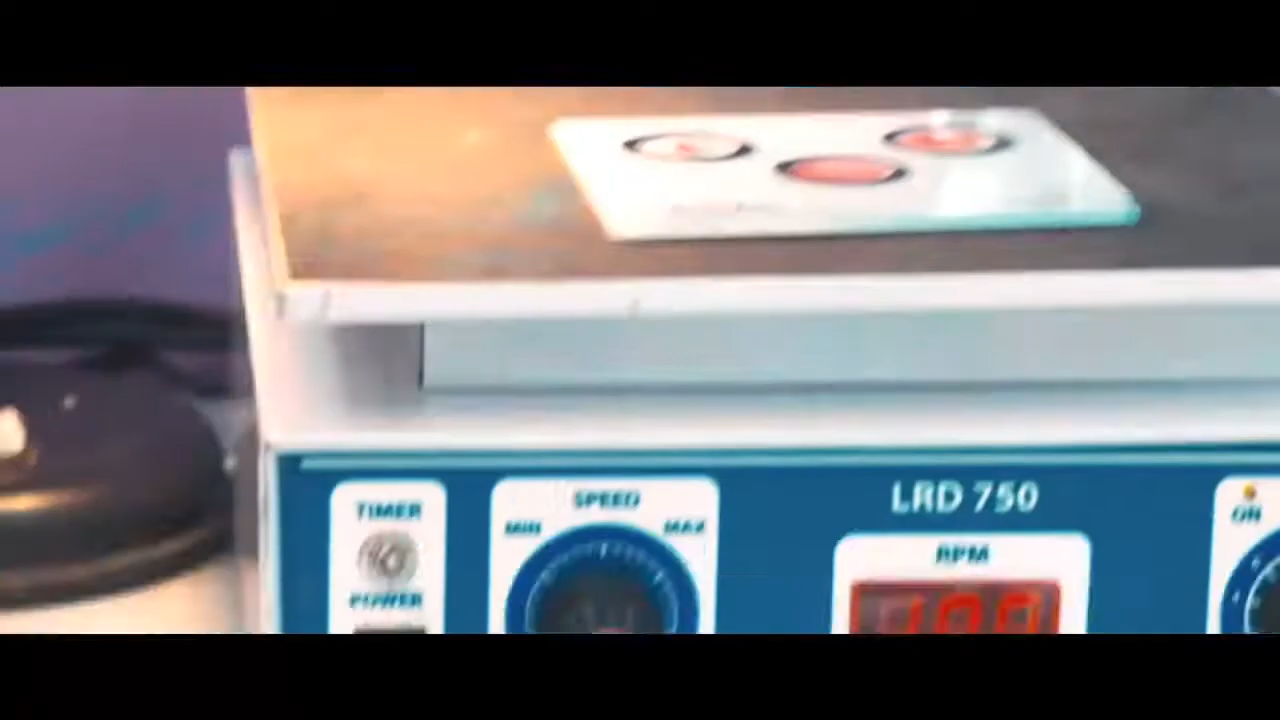 LRD 750
TIMER
SPEED
MIN
MAX
RPM
ON
POWER